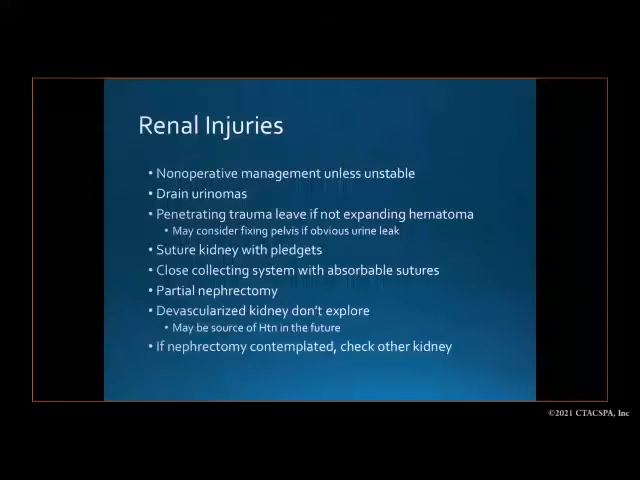 Renal Injuries
• Nonoperative management unless unstable
• Drain urinomas
• Penetrating trauma leave if not expanding hematoma
• May consider fixing pelvis if obvious urine leak
• Suture kidney with pledgets
• Close collecting system with absorbable sutures
• Partial nephrectomy
• Devascularized kidney don't explore
• May be source of Htn in the future
• If nephrectomy contemplated, check other kidney
©2021 CTACSPA, Inc